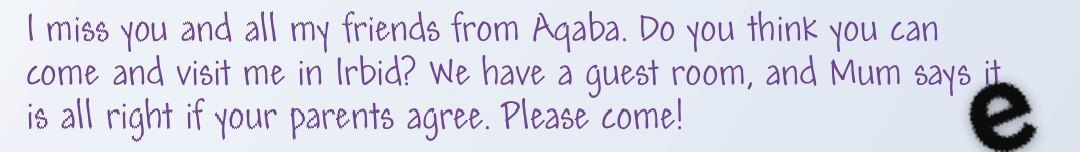 I miss you and all my friends from Aqaba. Do you think you can
come and visit me in Irbid? We have a guest room, and Mum says it
is all right if your parents agree. Please come!
e